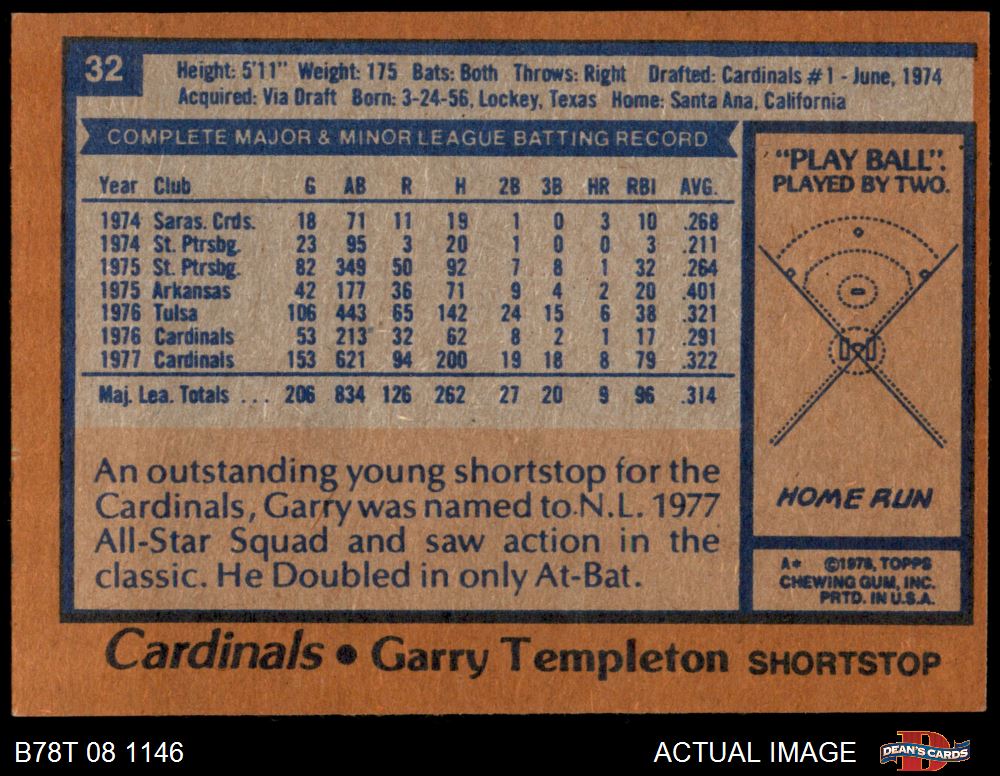 32
Height: 5'11" Weight: 175 Bats: Both Throws: Right Drafted: Cardinals #1 - June, 1974
Acquired: Via Draft Born: 3-24-56, Lockey, Texas Home: Santa Ana, California
COMPLETE MAJOR & MINOR LEAGUE BATTING RECORD
Year Club G AB R H 2B 3B HR RBI AVG.
1974 Saras. Crds. 18 71 11 19 1 0 3 10 .268
1974 St. Ptrsbg. 23 95 3 20 1 0 0 3 .211
1975 St. Ptrsbg. 82 349 50 92 7 8 1 32 .264
1975 Arkansas 42 177 36 71 9 4 2 20 .401
1976 Tulsa 106 443 65 142 24 15 6 38 .321
1976 Cardinals 53 213 32 62 8 2 1 17 .291
1977 Cardinals 153 621 94 200 19 18 8 79 .322
Maj. Lea. Totals ... 206 834 126 262 27 20 9 96 .314
An outstanding young shortstop for the
Cardinals, Garry was named to N.L. 1977
All-Star Squad and saw action in the
classic. He Doubled in only At-Bat.
"PLAY BALL".
PLAYED BY TWO.
HOME RUN
A* ©1978, TOPPS
CHEWING GUM, INC.
PRTD. IN U.S.A.
Cardinals • Garry Templeton SHORTSTOP
B78T 08 1146
ACTUAL IMAGE
DEAN'S CARDS